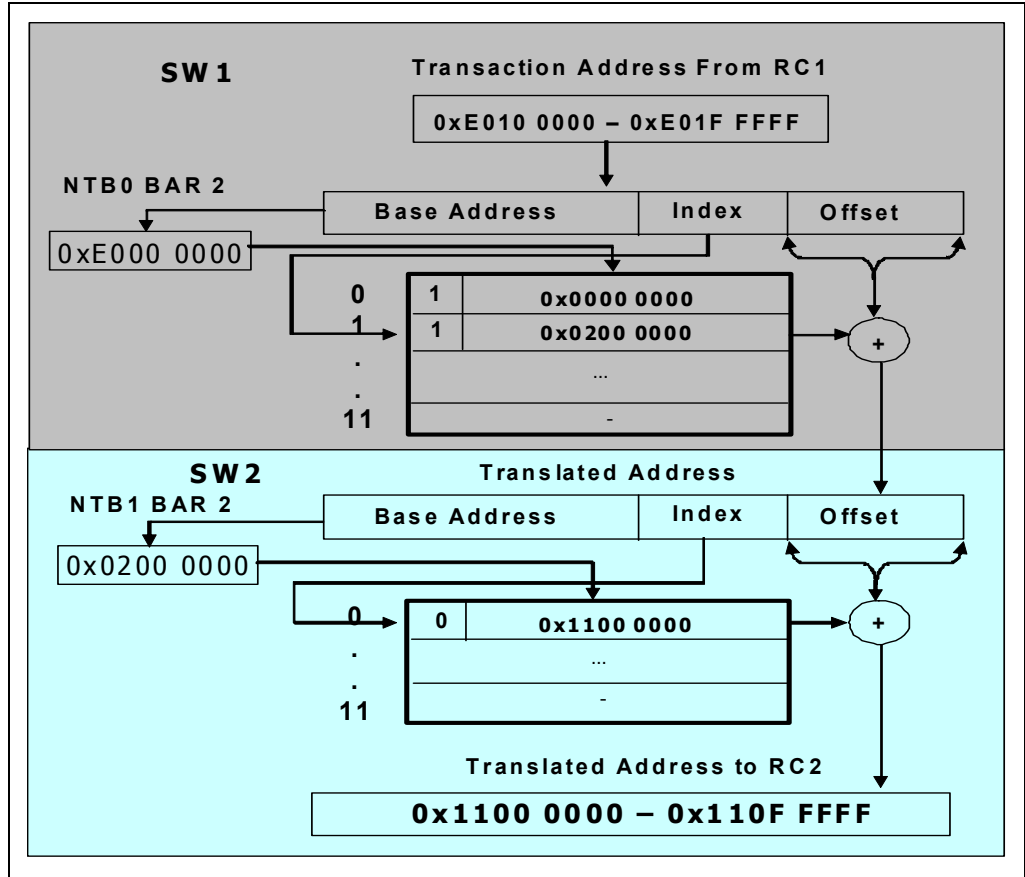 SW1
Transaction Address From RC1
0xE010 0000 – 0xE01F FFFF
NTB0 BAR 2
Base Address Index Offset
0xE000 0000
0 1 0x0000 0000
1 1 0x0200 0000 +
. ...
.
11 -
SW2
Translated Address
NTB1 BAR 2
Base Address Index Offset
0x0200 0000
0 0 0x1100 0000 +
. ...
.
11 -
Translated Address to RC2
0x1100 0000 – 0x110F FFFF